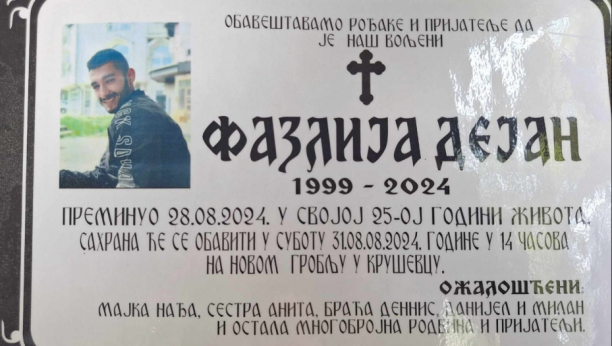 ОБАВЕШТАВАМО РОЂАКЕ И ПРИЈАТЕЉЕ ДА
ЈЕ НАШ ВОЉЕНИ
ФАЗЛИЈА ДЕЈАН
1999 - 2024
ПРЕМИНУО 28.08.2024. У СВОЈОЈ 25-ОЈ ГОДИНИ ЖИВОТА.
САХРАНА ЋЕ СЕ ОБАВИТИ У СУБОТУ 31.08.2024. ГОДИНЕ У 14 ЧАСОВА
НА НОВОМ ГРОБЉУ У КРУШЕВЦУ.
ОЖАЛОШЋЕНИ:
МАЈКА НАЂА, СЕСТРА АНИТА, БРАЋА ДЕННИС, ДАНИЈЕЛ И МИЛАН
И ОСТАЛА МНОГОБРОЈНА РОДБИНА И ПРИЈАТЕЉИ.